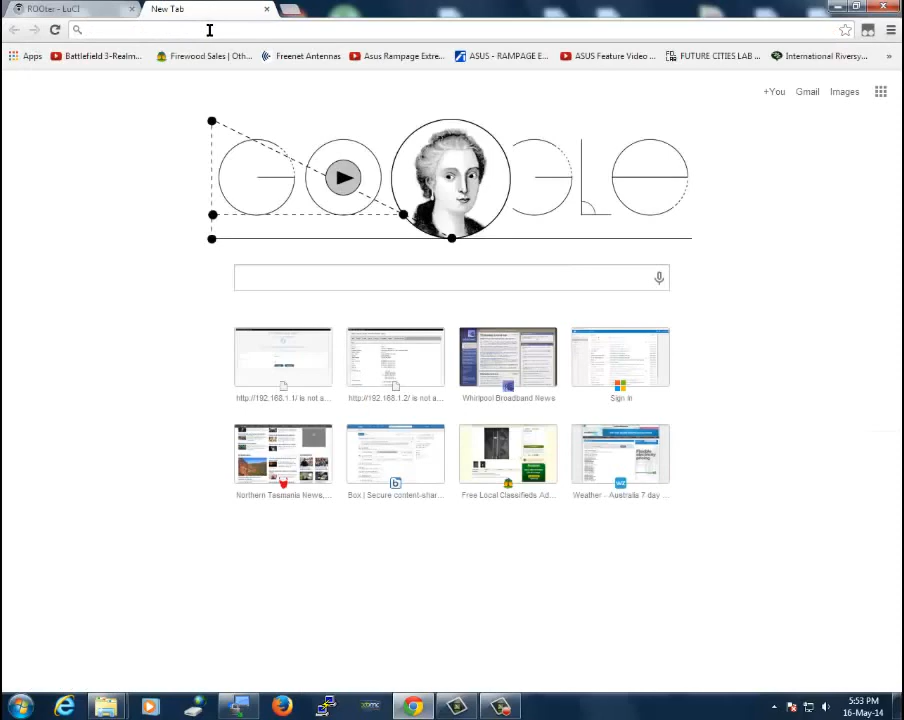 ROOter - LuCI
New Tab
Apps
Battlefield 3-Realm...
Firewood Sales | Oth...
Freenet Antennas
Asus Rampage Extre...
ASUS - RAMPAGE E...
ASUS Feature Video ...
FUTURE CITIES LAB ...
International Riversy...
»
+You
Gmail
Images
http://192.168.1.1/ is not a...
http://192.168.1.2/ is not a...
Whirlpool Broadband News
Sign In
Northern Tasmania News,...
Box | Secure content-shar...
Free Local Classifieds Ad...
WZ
Weather - Australia 7 day ...
xbmc
5:53 PM
16-May-14